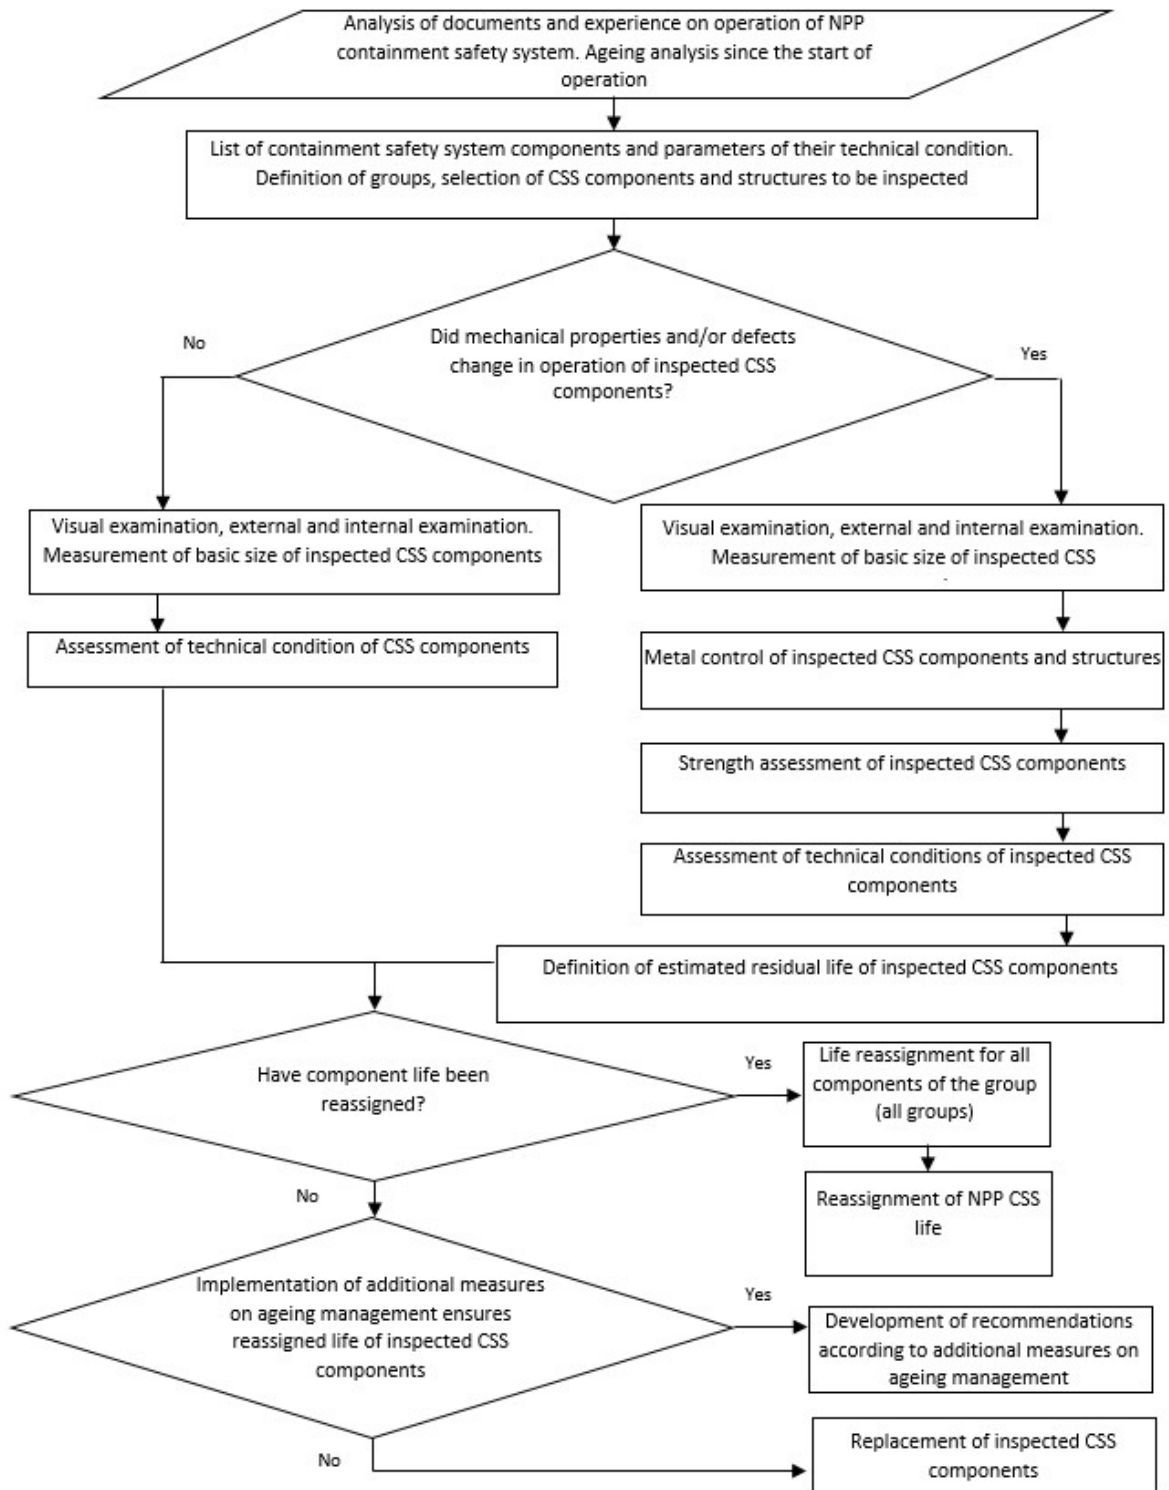 Analysis of documents and experience on operation of NPP
containment safety system. Ageing analysis since the start of
operation
List of containment safety system components and parameters of their technical condition.
Definition of groups, selection of CSS components and structures to be inspected
Did mechanical properties and/or defects
change in operation of inspected CSS
components?
No
Yes
Visual examination, external and internal examination.
Measurement of basic size of inspected CSS components
Visual examination, external and internal examination.
Measurement of basic size of inspected CSS
Assessment of technical condition of CSS components
Metal control of inspected CSS components and structures
Strength assessment of inspected CSS components
Assessment of technical conditions of inspected CSS
components
Definition of estimated residual life of inspected CSS components
Have component life been
reassigned?
Yes
Life reassignment for all
components of the group
(all groups)
No
Reassignment of NPP CSS
life
Implementation of additional measures
on ageing management ensures
reassigned life of inspected CSS
components
Yes
Development of recommendations
according to additional measures on
ageing management
No
Replacement of inspected CSS
components